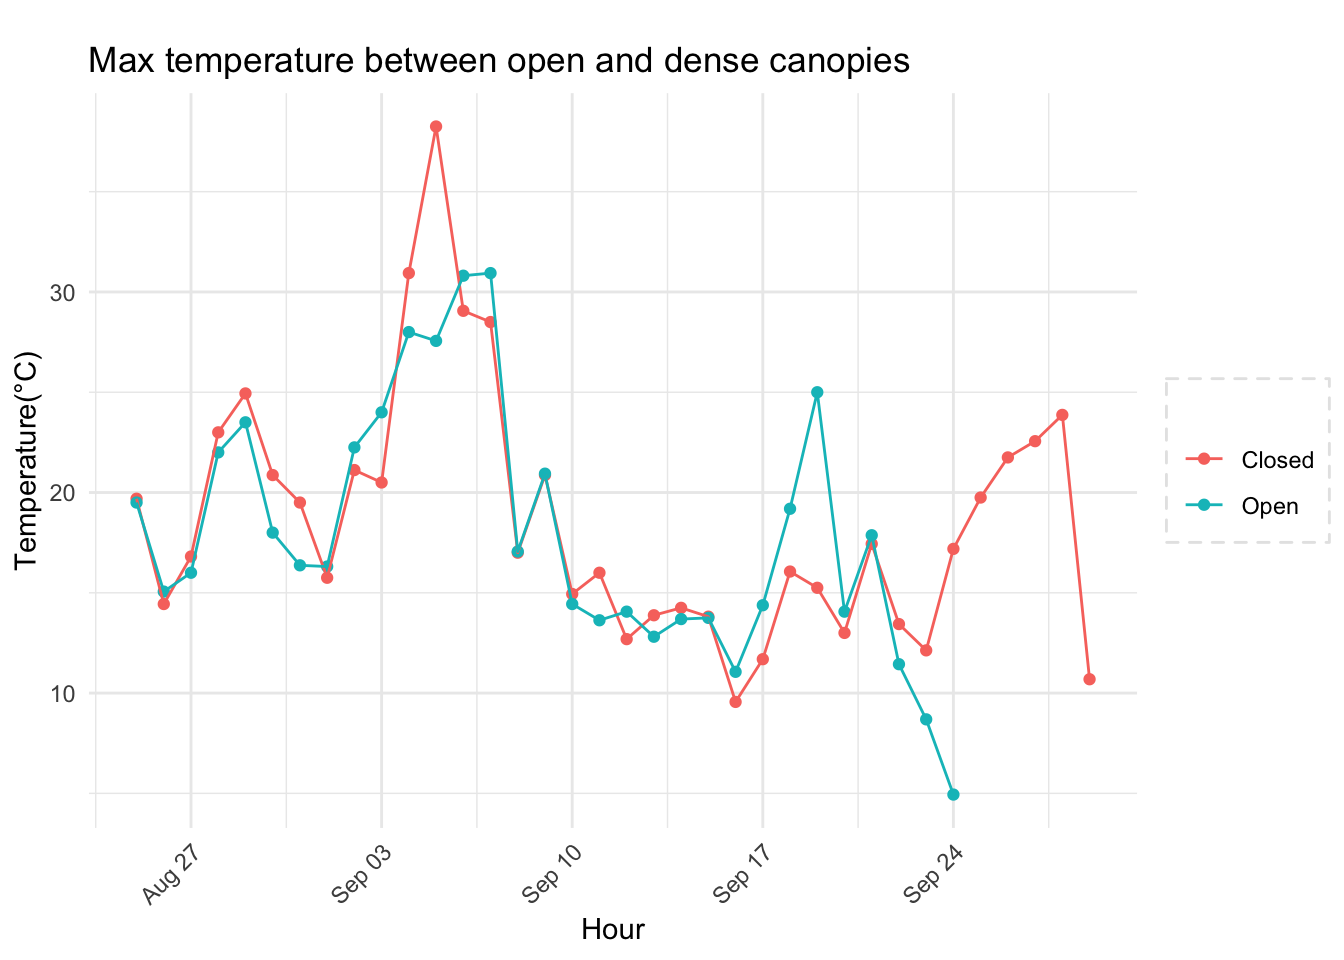 Max temperature between open and dense canopies
Temperature(°C)
30
20
10
Aug 27
Sep 03
Sep 10
Sep 17
Sep 24
Hour
Closed
Open